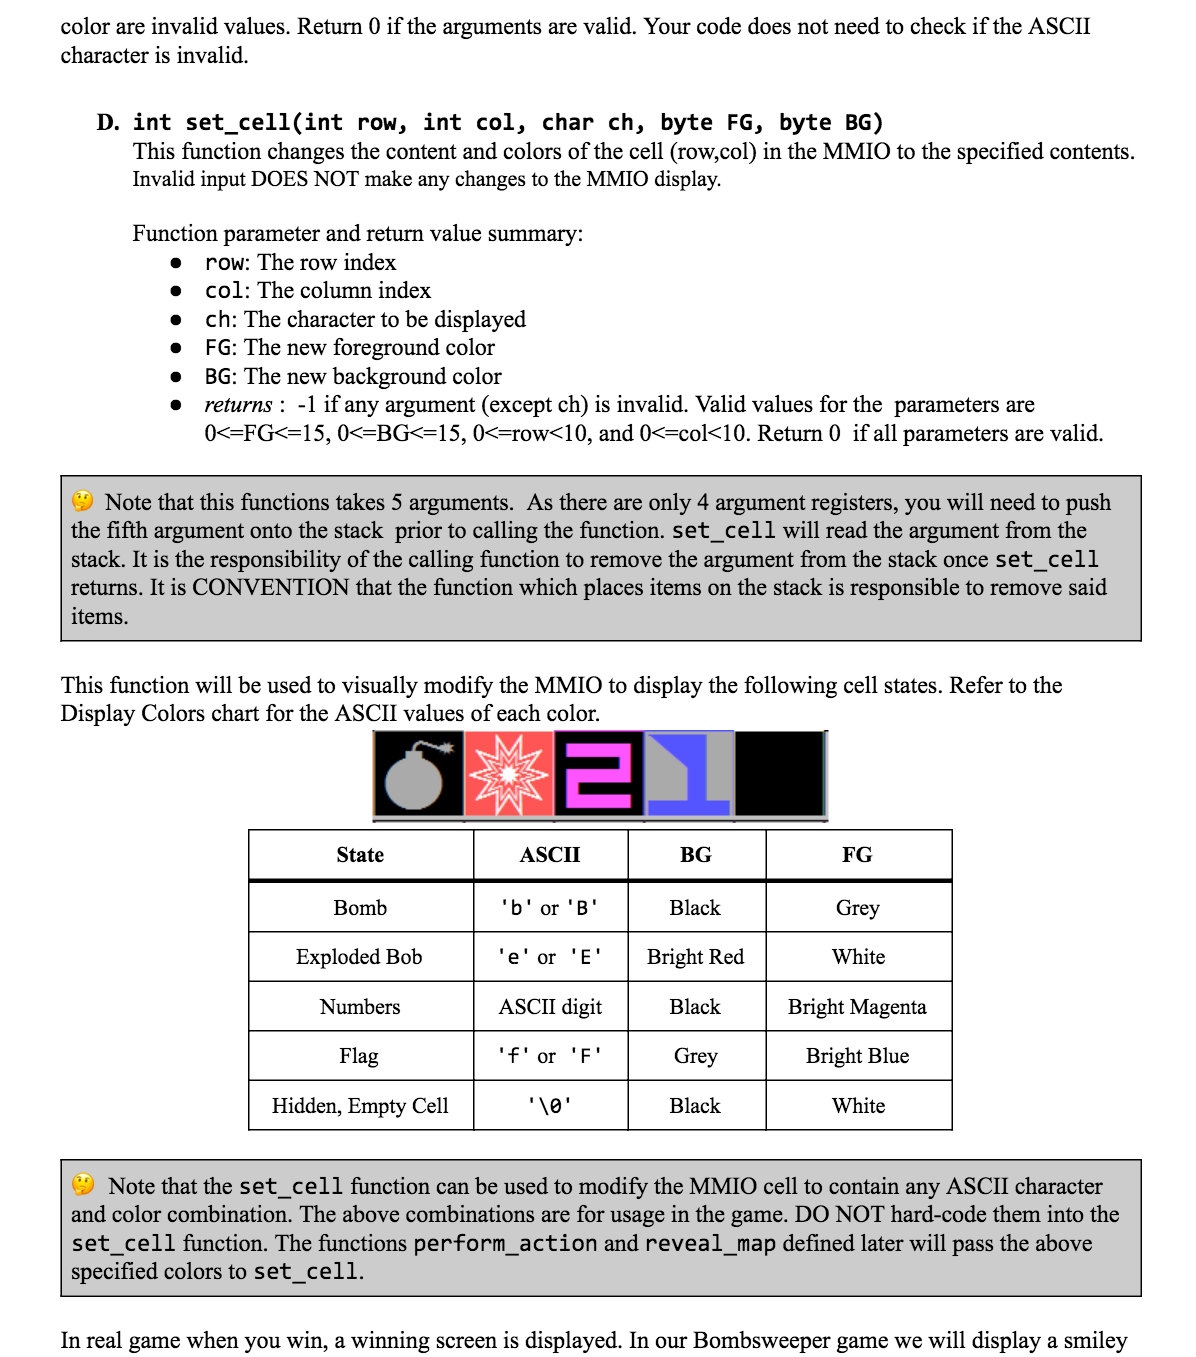 color are invalid values. Return 0 if the arguments are valid. Your code does not need to check if the ASCII
character is invalid.
D. int set_cell(int row, int col, char ch, byte FG, byte BG)
This function changes the content and colors of the cell (row,col) in the MMIO to the specified contents.
Invalid input DOES NOT make any changes to the MMIO display.
Function parameter and return value summary:
● row: The row index
● col: The column index
● ch: The character to be displayed
● FG: The new foreground color
● BG: The new background color
● returns : -1 if any argument (except ch) is invalid. Valid values for the parameters are
0<=FG<=15, 0<=BG<=15, 0<=row<10, and 0<=col<10. Return 0 if all parameters are valid.
🤔 Note that this functions takes 5 arguments. As there are only 4 argument registers, you will need to push
the fifth argument onto the stack prior to calling the function. set_cell will read the argument from the
stack. It is the responsibility of the calling function to remove the argument from the stack once set_cell
returns. It is CONVENTION that the function which places items on the stack is responsible to remove said
items.
This function will be used to visually modify the MMIO to display the following cell states. Refer to the
Display Colors chart for the ASCII values of each color.
2 1
State ASCII BG FG
Bomb 'b' or 'B' Black Grey
Exploded Bob 'e' or 'E' Bright Red White
Numbers ASCII digit Black Bright Magenta
Flag 'f' or 'F' Grey Bright Blue
Hidden, Empty Cell '\0' Black White
🤔 Note that the set_cell function can be used to modify the MMIO cell to contain any ASCII character
and color combination. The above combinations are for usage in the game. DO NOT hard-code them into the
set_cell function. The functions perform_action and reveal_map defined later will pass the above
specified colors to set_cell.
In real game when you win, a winning screen is displayed. In our Bombsweeper game we will display a smiley